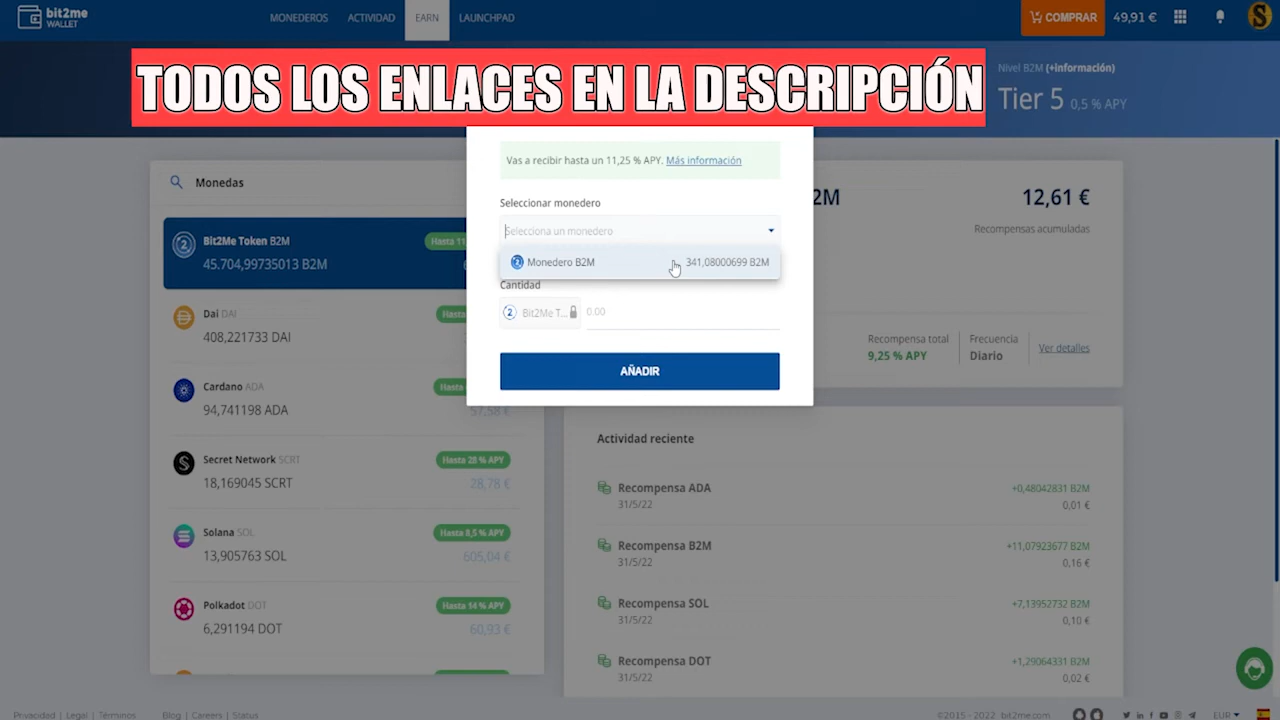 bit2me
WALLET
MONEDEROS
ACTIVIDAD
EARN
LAUNCHPAD
COMPRAR
49,91 €
TODOS LOS ENLACES EN LA DESCRIPCIÓN
Nivel B2M (+información)
Tier 5 0,5 % APY
Monedas
Bit2Me Token B2M
Hasta 11
45.704,99735013 B2M
Dai DAI
Hasta
408,221733 DAI
Cardano ADA
Hasta
94,741198 ADA
57,58 €
Secret Network SCRT
Hasta 28 % APY
18,169045 SCRT
28,78 €
Solana SOL
Hasta 8,5 % APY
13,905763 SOL
605,04 €
Polkadot DOT
Hasta 14 % APY
6,291194 DOT
60,93 €
Vas a recibir hasta un 11,25 % APY. Más información
Seleccionar monedero
Selecciona un monedero
Monedero B2M
341,08000699 B2M
Cantidad
Bit2Me T...
0.00
AÑADIR
2M
12,61 €
Recompensas acumuladas
Recompensa total
9,25 % APY
Frecuencia
Diario
Ver detalles
Actividad reciente
Recompensa ADA
31/5/22
+0,48042831 B2M
0,01 €
Recompensa B2M
31/5/22
+11,07923677 B2M
0,16 €
Recompensa SOL
31/5/22
+7,13952732 B2M
0,10 €
Recompensa DOT
31/5/22
+1,29064331 B2M
0,02 €
Privacidad | Legal | Términos
Blog | Careers | Status
©2015 - 2022 bit2me.com
EUR